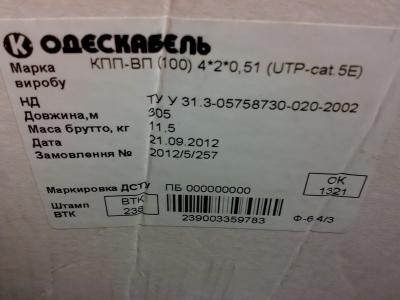 К ОДЕСКАБЕЛЬ
Марка виробу КПП-ВП (100) 4*2*0,51 (UTP-cat.5E)
НД ТУ У 31.3-05758730-020-2002
Довжина,м 305
Маса брутто, кг 11.5
Дата 21.09.2012
Замовлення № 2012/5/257
Маркировка ДСТУ ПБ 000000000
ОК 1321
Штамп ВТК ВТК 238
239003359783
Ф-6.4/3